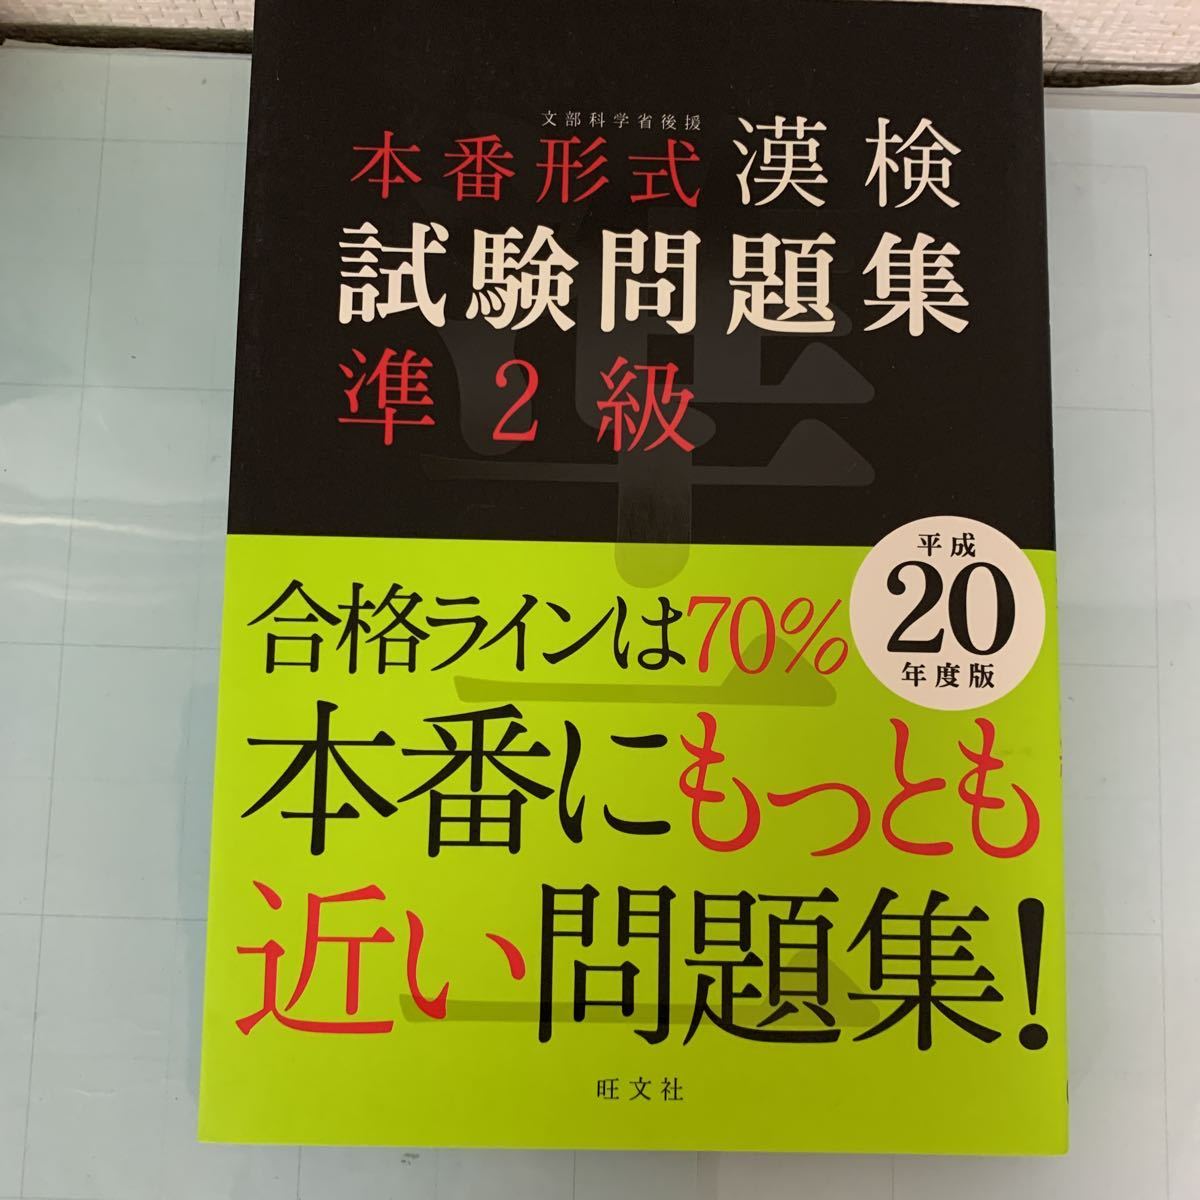 文部科学省後援
本番形式 漢検
試験問題集
準2級
平成
20
年度版
合格ラインは70%
本番にもっとも
近い問題集!
旺文社